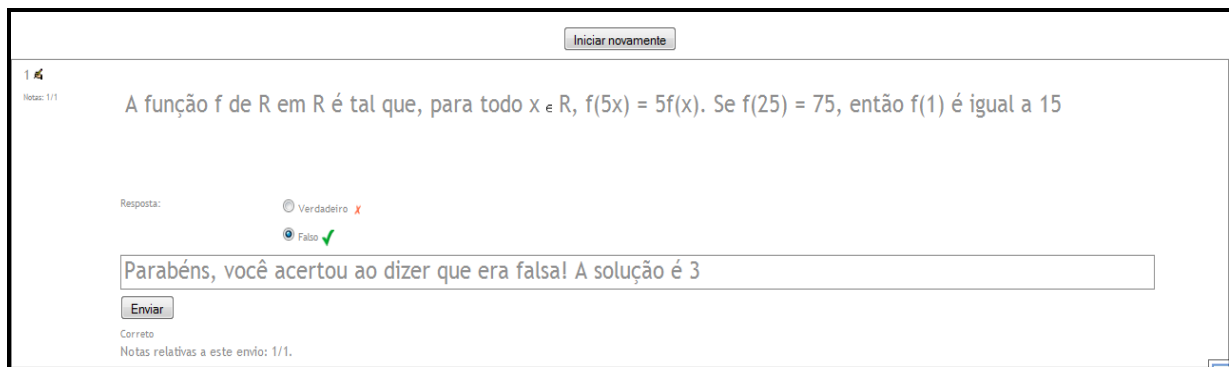 Iniciar novamente
1
Notas: 1/1
A função f de R em R é tal que, para todo x ∈ R, f(5x) = 5f(x). Se f(25) = 75, então f(1) é igual a 15
Resposta:
Verdadeiro ✗
Falso ✓
Parabéns, você acertou ao dizer que era falsa! A solução é 3
Enviar
Correto
Notas relativas a este envio: 1/1.